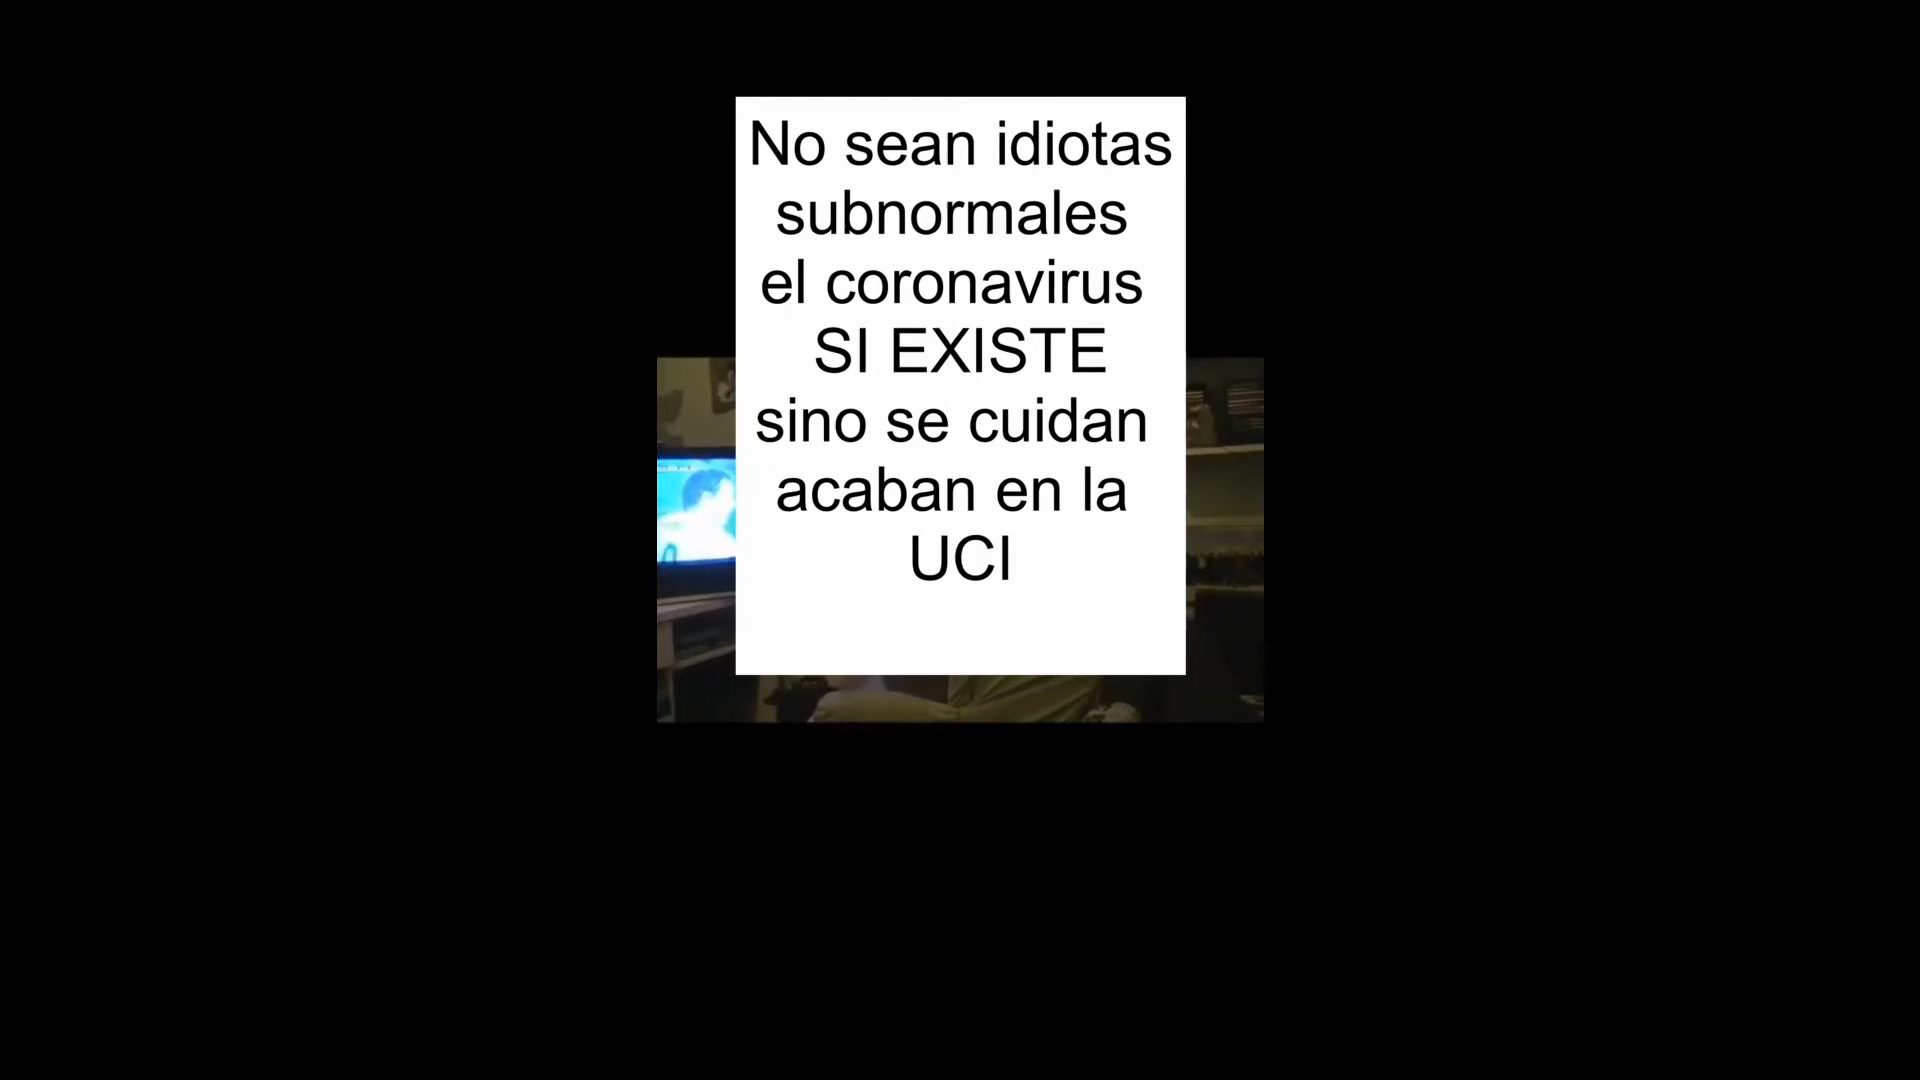 No sean idiotas
subnormales
el coronavirus
SI EXISTE
sino se cuidan
acaban en la
UCI